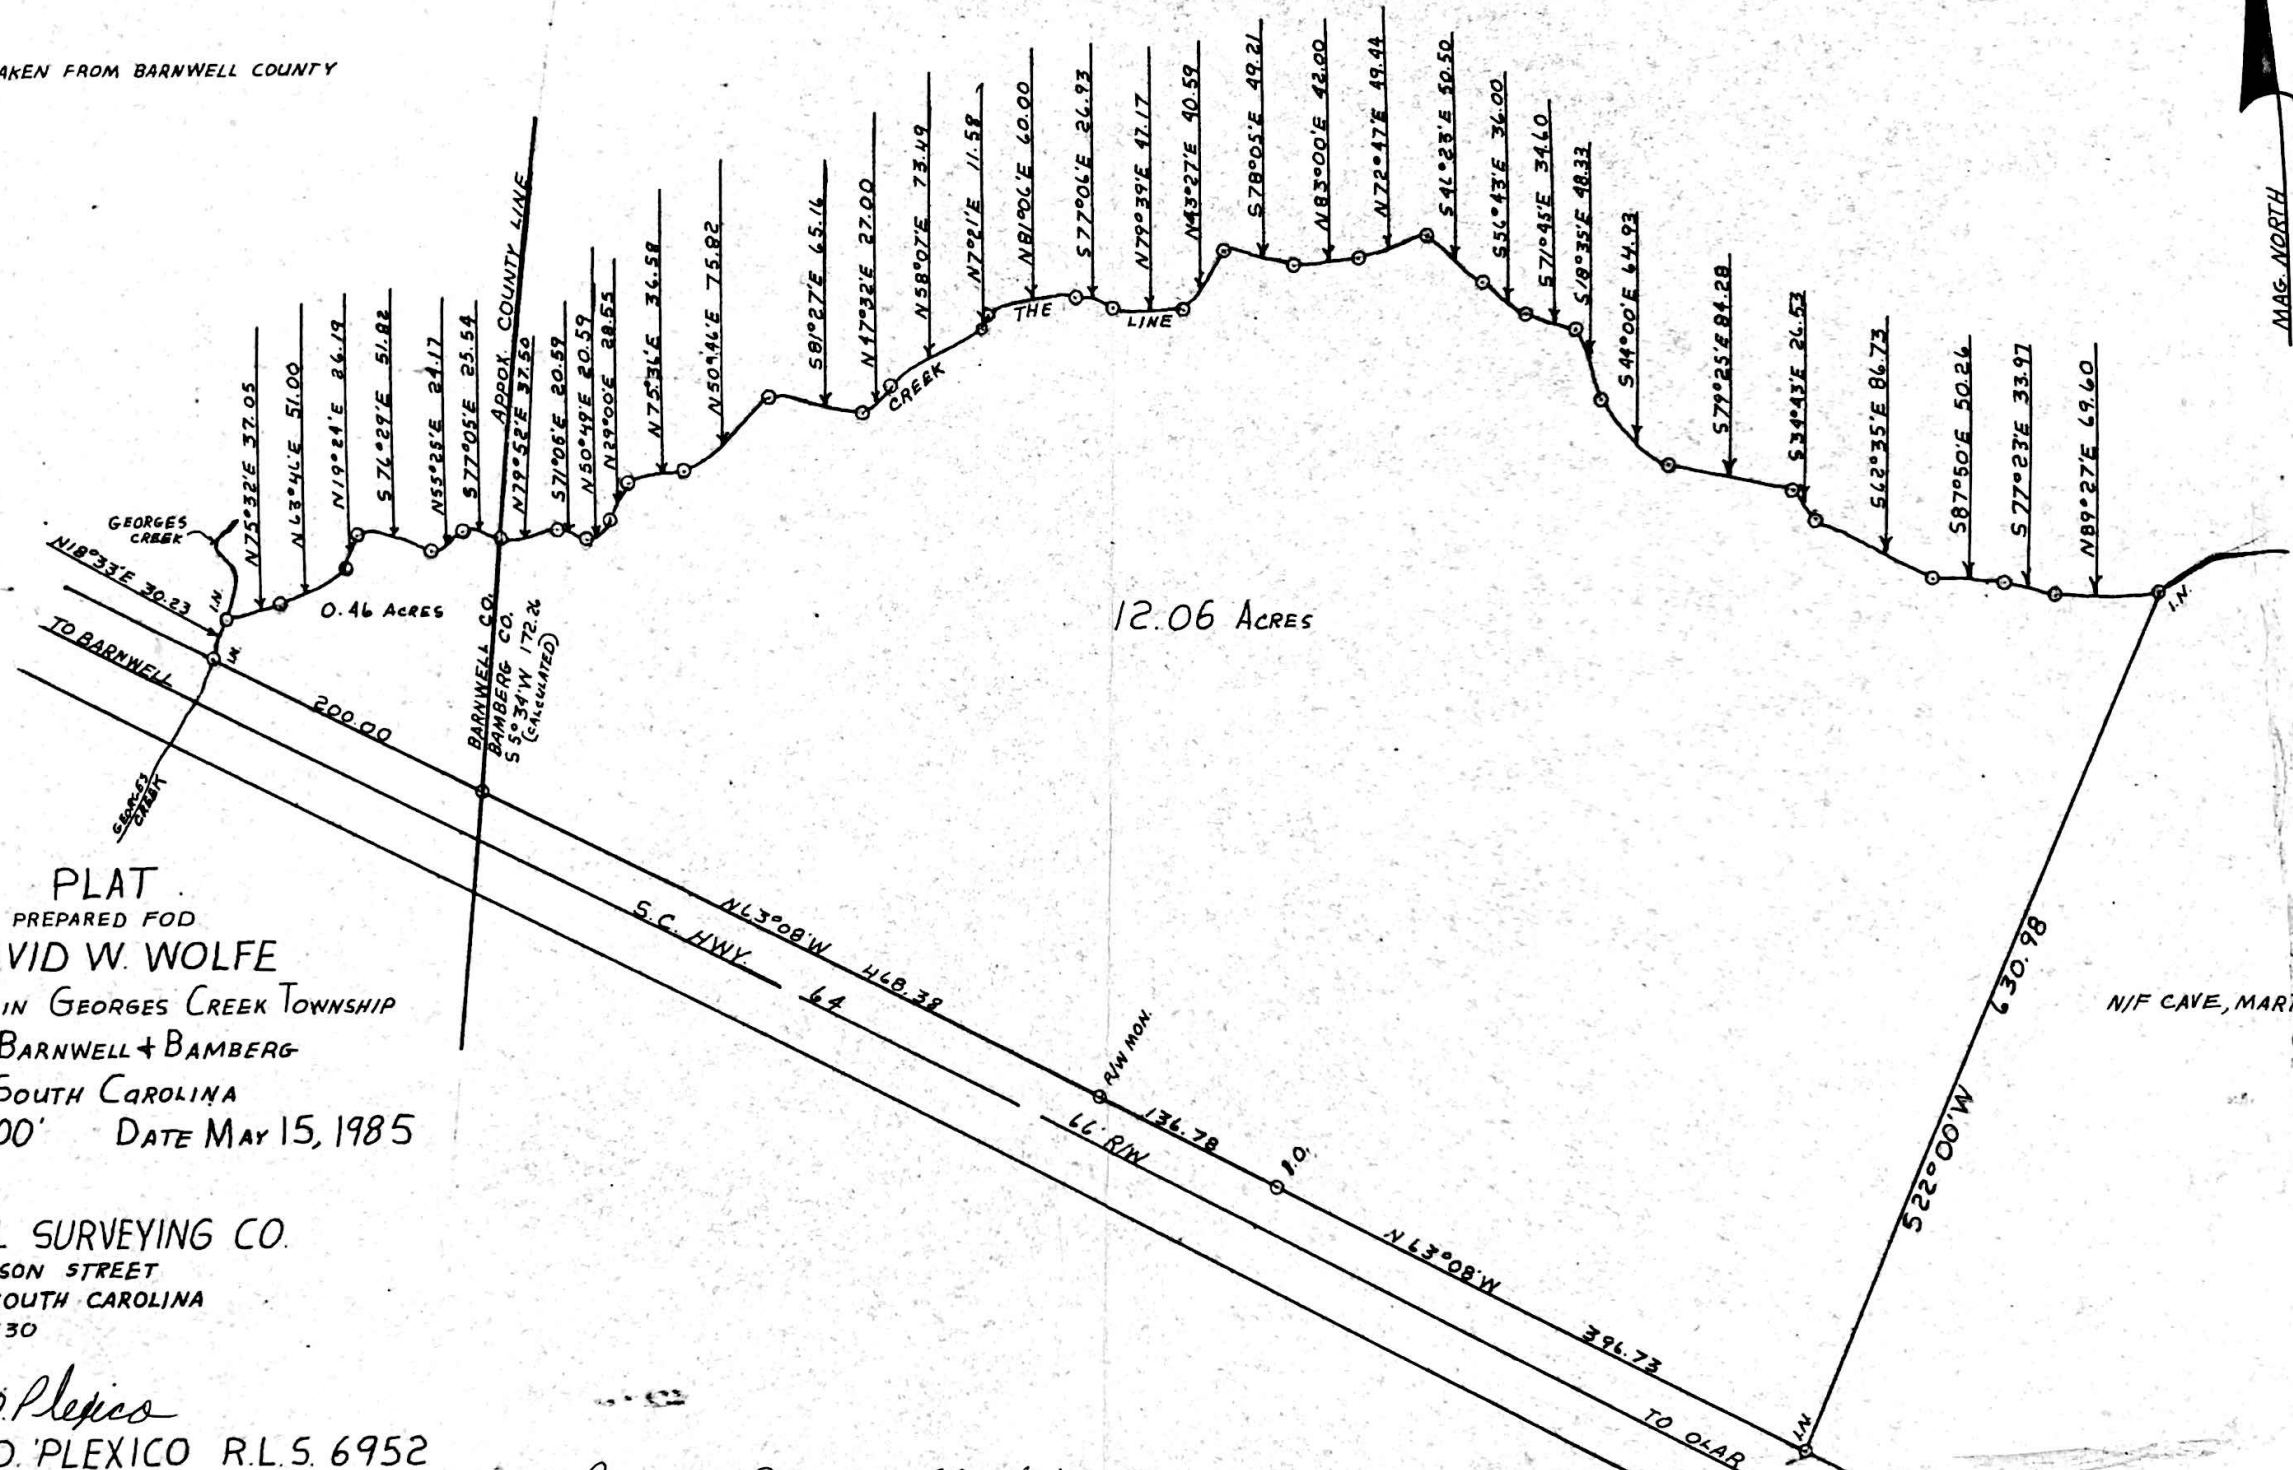 AKEN FROM BARNWELL COUNTY
MAG. NORTH
GEORGES
CREEK
N18°33'E 30.23
I.N.
I.N.
N75°32'E 37.05
N63°46'E 51.00
N19°24'E 26.19
S76°29'E 51.82
N55°25'E 24.17
S77°05'E 25.54
APPOX. COUNTY LINE
N79°52'E 37.50
S71°06'E 20.59
N50°49'E 20.59
N29°00'E 28.55
N75°36'E 36.58
N50°46'E 75.82
S81°27'E 65.16
N47°32'E 27.00
N58°07'E 73.49
N7°21'E 11.58
N81°06'E 60.00
S77°06'E 26.93
N79°39'E 47.17
N43°27'E 40.59
S78°05'E 49.21
N83°00'E 42.00
N72°47'E 49.44
S46°23'E 50.50
S56°43'E 36.00
S71°45'E 34.60
S18°35'E 48.33
S44°00'E 64.93
S79°25'E 84.28
S34°43'E 26.53
S62°35'E 86.73
S87°50'E 50.26
S77°23'E 33.97
N89°27'E 69.60
I.N.
CREEK
THE
LINE
0.46 ACRES
12.06 ACRES
TO BARNWELL
200.00
BARNWELL CO.
BAMBERG CO.
S 5°34'W 172.26
(CALCULATED)
GEORGES
CREEK
N63°08'W 468.38
S.C. HWY. 64
R/W MON.
136.78
66' R/W
I.O.
N63°08'W 396.73
TO OLAR
I.N.
S22°00'W 630.98
N/F CAVE, MAR
PLAT
PREPARED FOD
VID W. WOLFE
IN GEORGES CREEK TOWNSHIP
BARNWELL & BAMBERG
SOUTH CAROLINA
00' DATE MAY 15, 1985
L SURVEYING CO.
SON STREET
SOUTH CAROLINA
30
D. Plexico
D. PLEXICO R.L.S. 6952